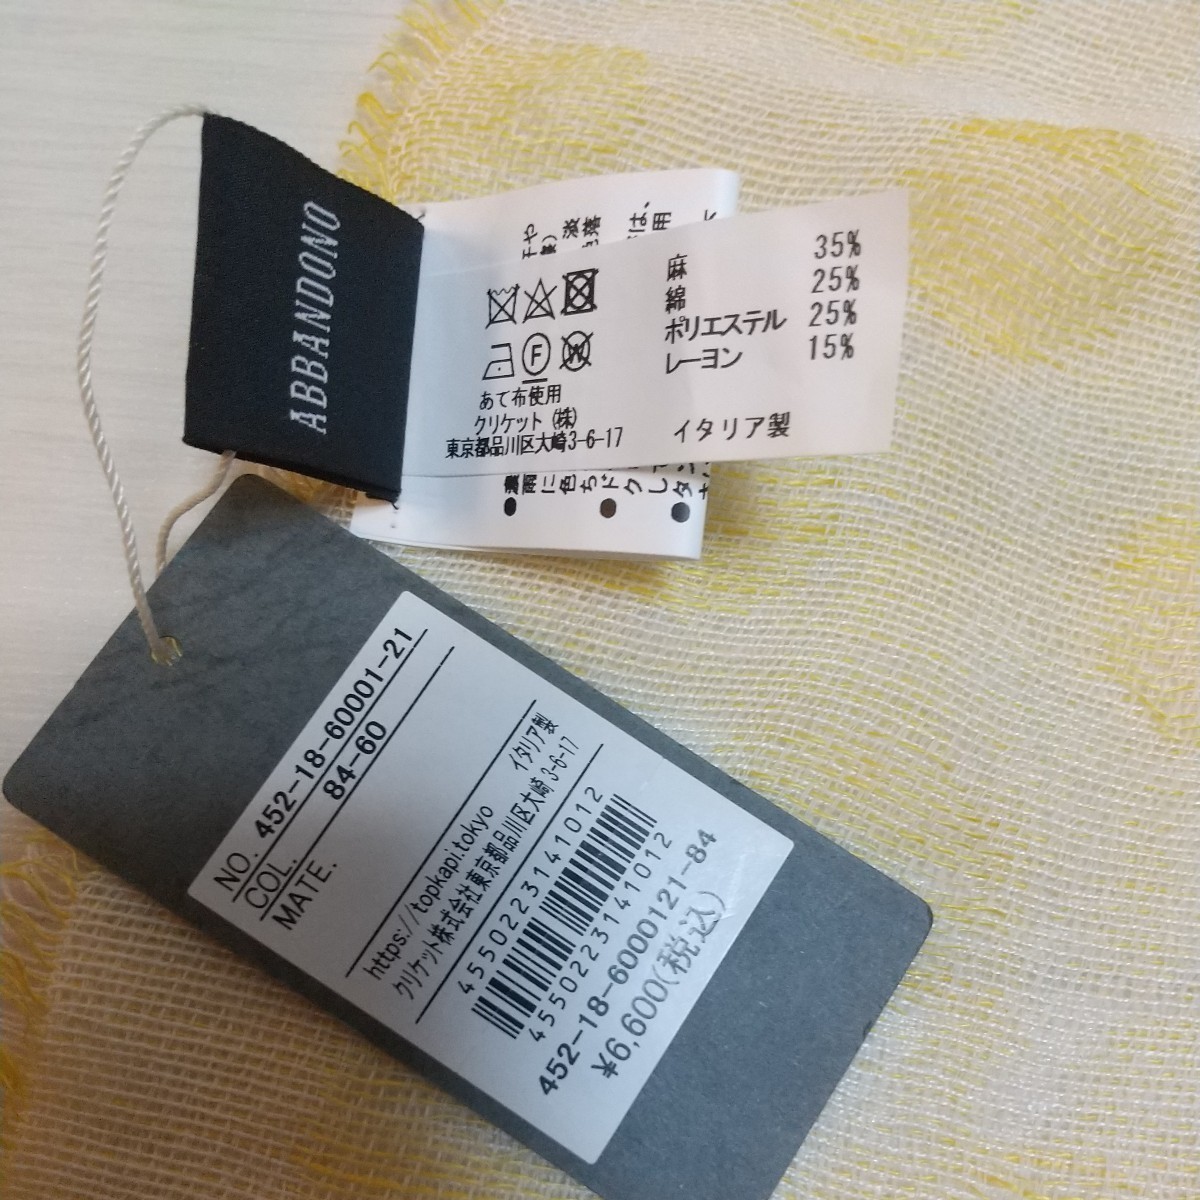 ABBANDONO
麻 35%
綿 25%
ポリエステル 25%
レーヨン 15%
F
W
あて布使用
クリケット(株)
東京都品川区大崎3-6-17
イタリア製
NO. 452-18-60001-21
COL. 84-60
MATE.
https://topkapi.tokyo イタリア製
クリケット株式会社東京都品川区大崎3-6-17
4550223141012
4550223141012
452-18-6000121-84
¥6,600(税込)